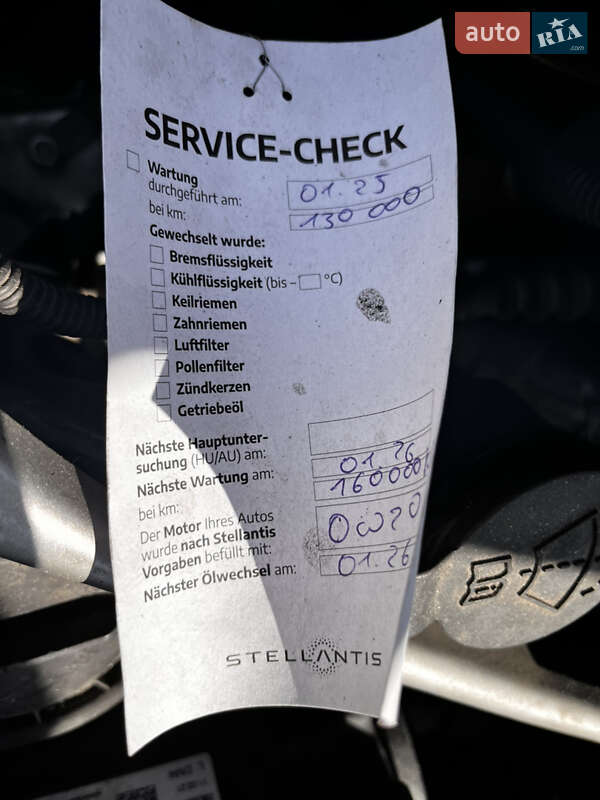 auto RIA .com
SERVICE-CHECK
Wartung
durchgeführt am: 01.25
bei km: 130 000
Gewechselt wurde:
Bremsflüssigkeit
Kühlflüssigkeit (bis – °C)
Keilriemen
Zahnriemen
Luftfilter
Pollenfilter
Zündkerzen
Getriebeöl
Nächste Hauptunter-
suchung (HU/AU) am:
Nächste Wartung am: 01.26
bei km: 160000
Der Motor Ihres Autos
wurde nach Stellantis
Vorgaben befüllt mit: 0W20
Nächster Ölwechsel am: 01.26
STELLANTIS